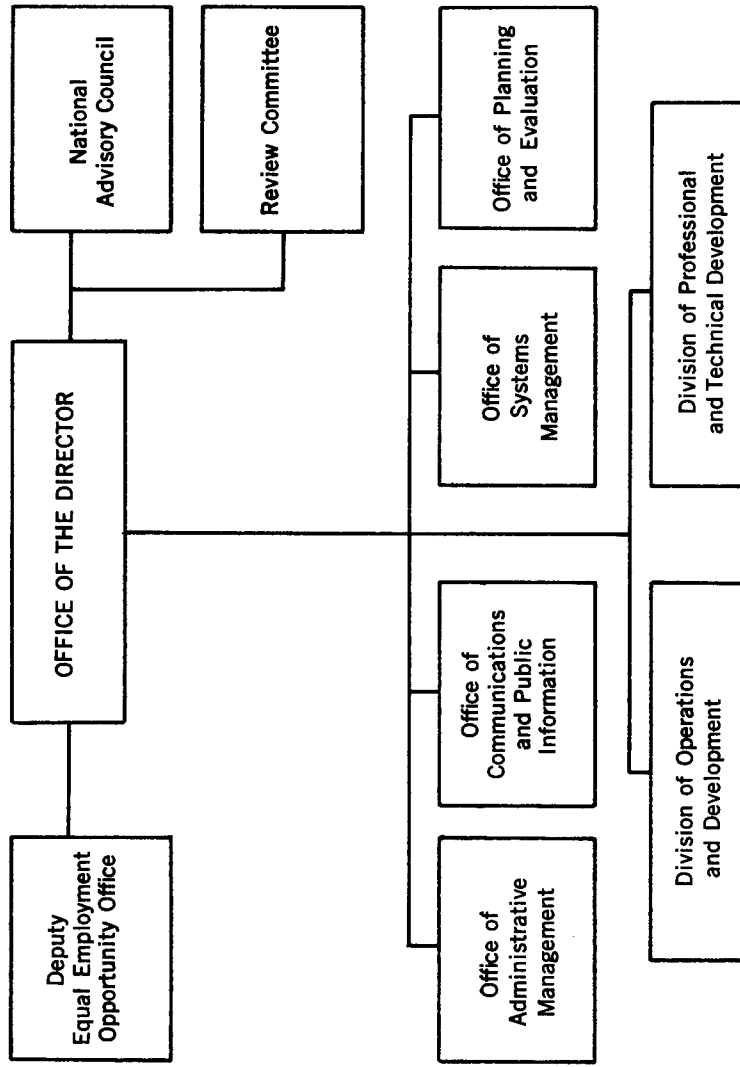 OFFICE OF THE DIRECTOR
Deputy
Equal Employment
Opportunity Office
National
Advisory Council
Review Committee
Office of
Administrative
Management
Office of
Communications
and Public
Information
Office of
Systems
Management
Office of Planning
and Evaluation
Division of Operations
and Development
Division of Professional
and Technical Development